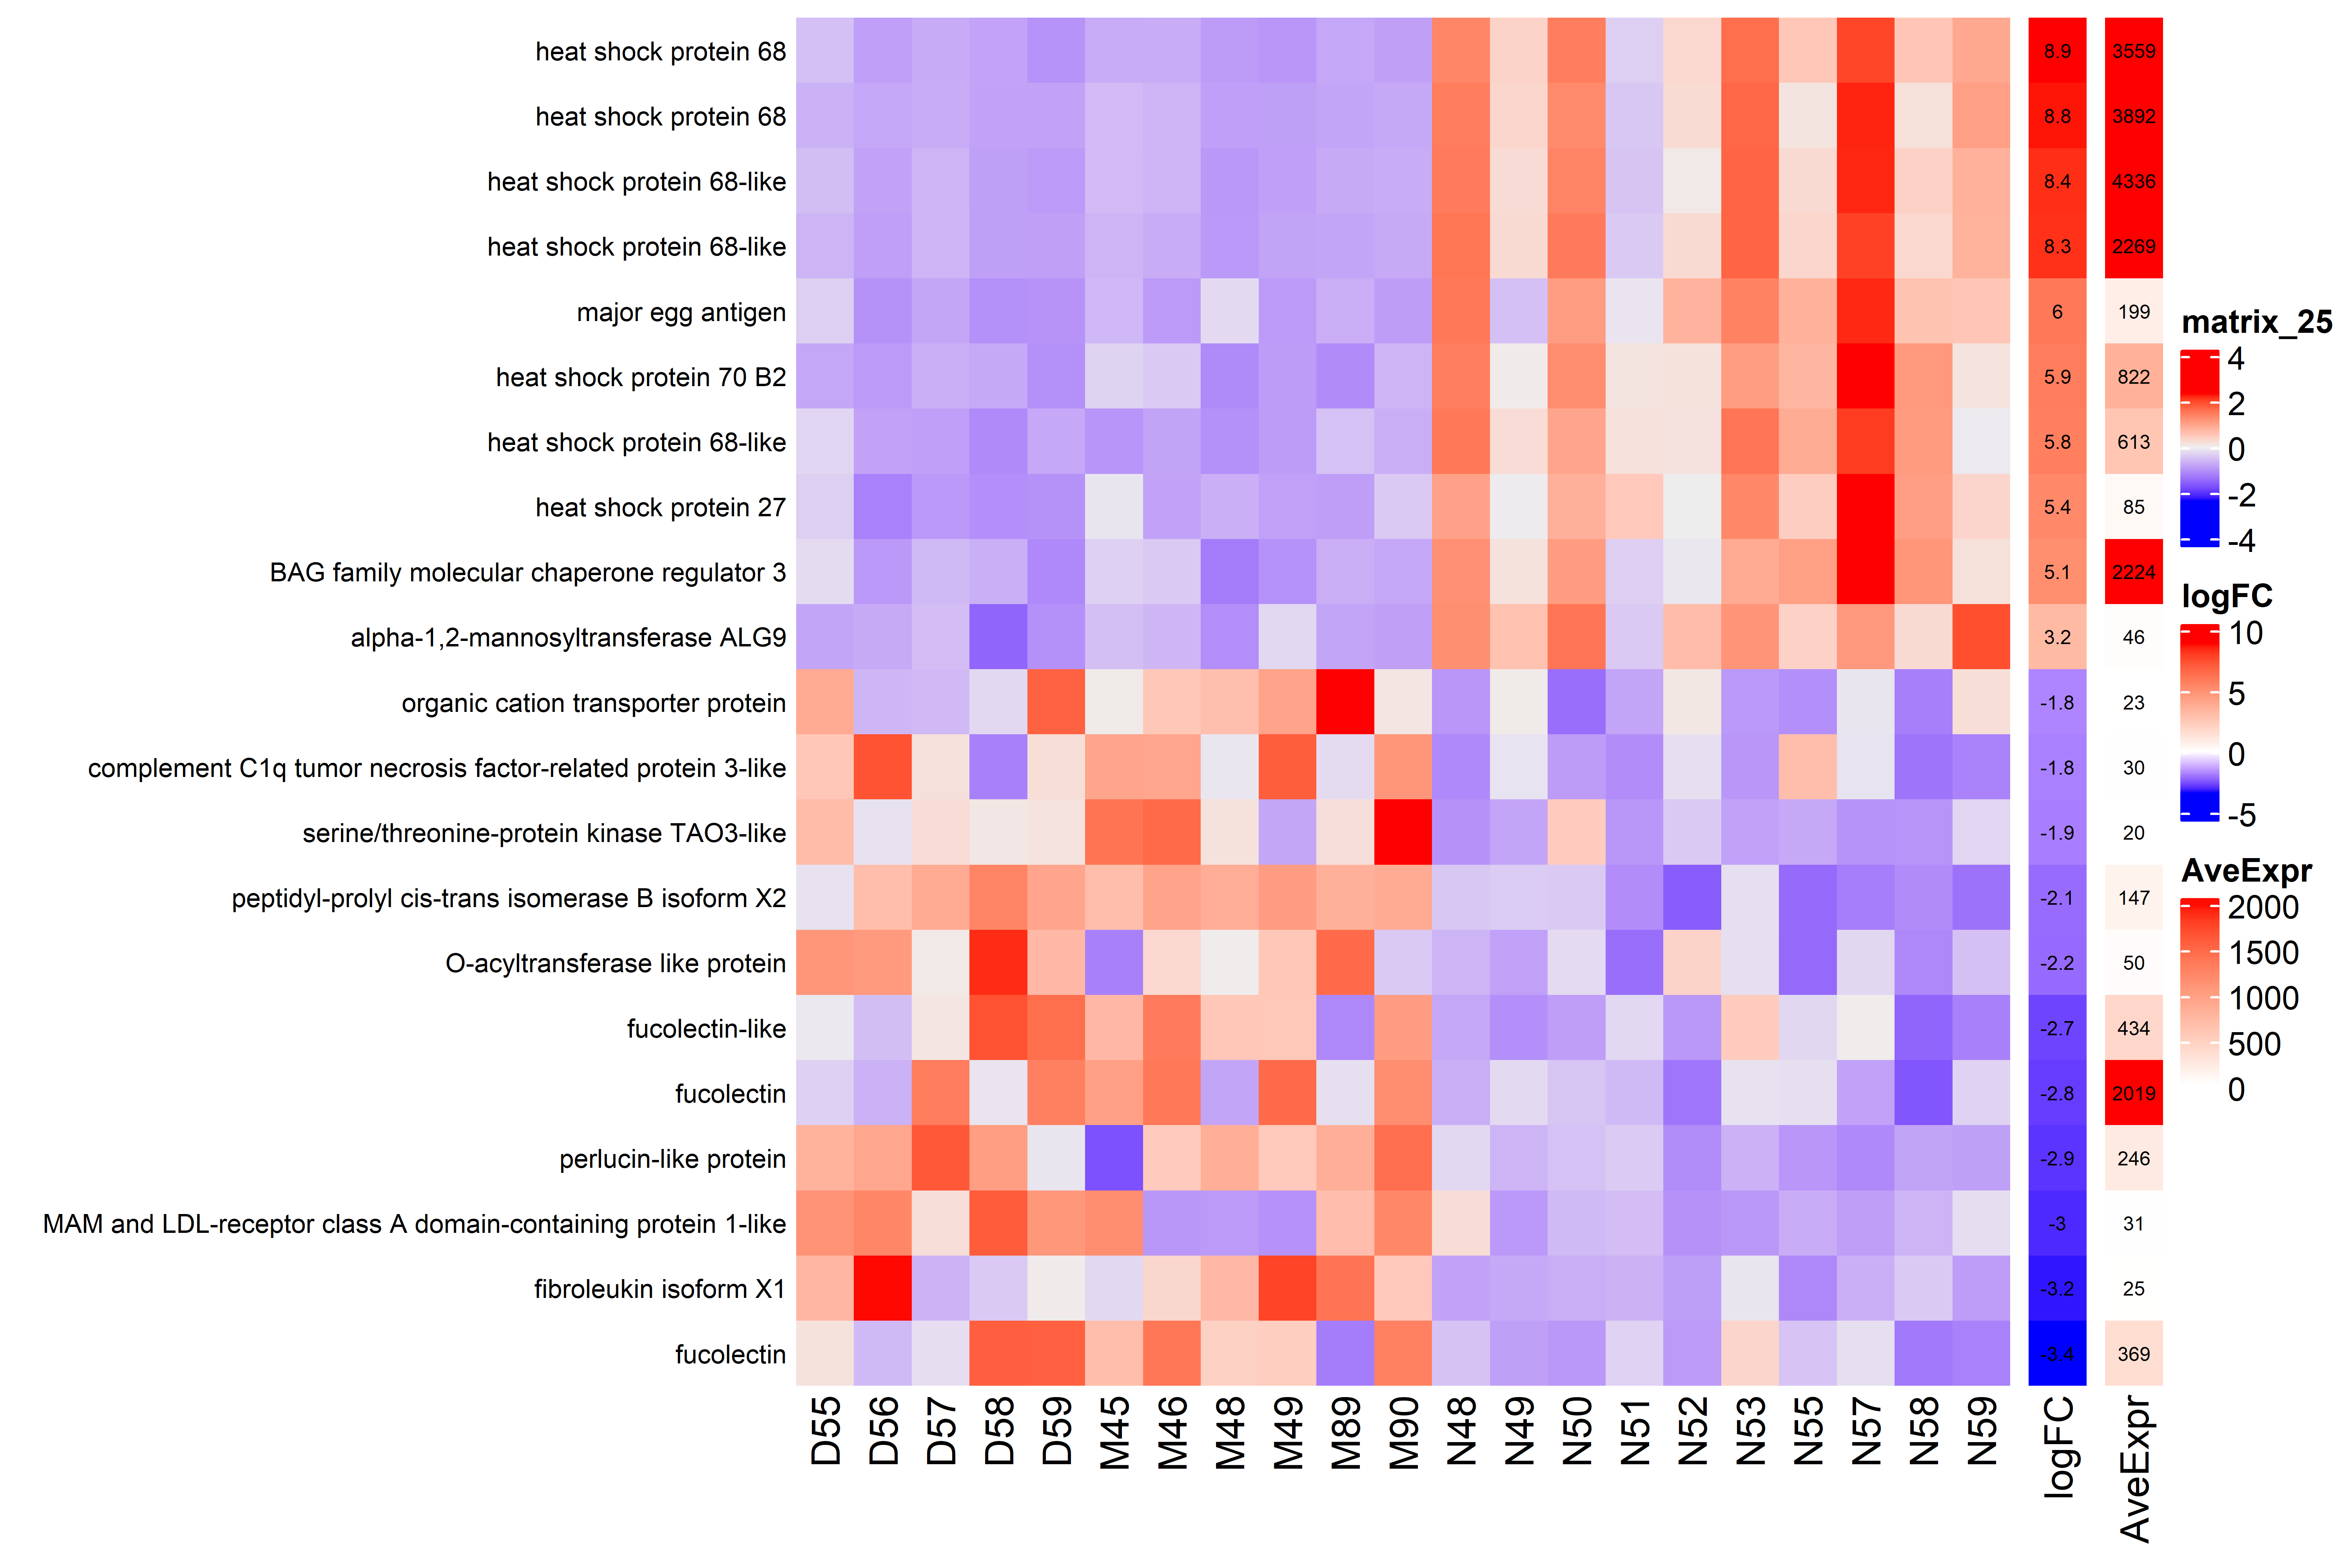 heat shock protein 68 8.9 3559
heat shock protein 68 8.8 3892
heat shock protein 68-like 8.4 4336
heat shock protein 68-like 8.3 2269
major egg antigen 6 199
heat shock protein 70 B2 5.9 822
heat shock protein 68-like 5.8 613
heat shock protein 27 5.4 85
BAG family molecular chaperone regulator 3 5.1 2224
alpha-1,2-mannosyltransferase ALG9 3.2 46
organic cation transporter protein -1.8 23
complement C1q tumor necrosis factor-related protein 3-like -1.8 30
serine/threonine-protein kinase TAO3-like -1.9 20
peptidyl-prolyl cis-trans isomerase B isoform X2 -2.1 147
O-acyltransferase like protein -2.2 50
fucolectin-like -2.7 434
fucolectin -2.8 2019
perlucin-like protein -2.9 246
MAM and LDL-receptor class A domain-containing protein 1-like -3 31
fibroleukin isoform X1 -3.2 25
fucolectin -3.4 369
D55 D56 D57 D58 D59 M45 M46 M48 M49 M89 M90 N48 N49 N50 N51 N52 N53 N55 N57 N58 N59 logFC AveExpr
matrix_25
4
2
0
-2
-4
logFC
10
5
0
-5
AveExpr
2000
1500
1000
500
0